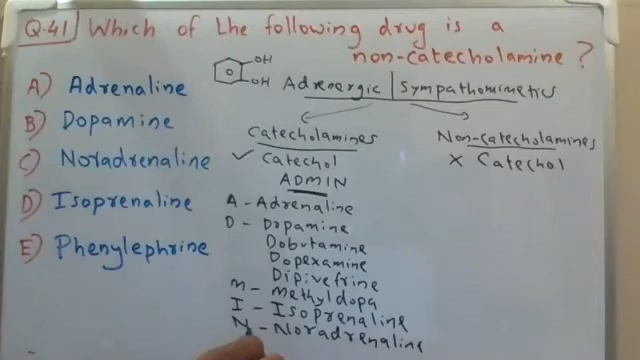 Q.41 Which of the following drug is a
non-catecholamine ?
A) Adrenaline
B) Dopamine
C) Noradrenaline
D) Isoprenaline
E) Phenylephrine
OH
OH
Adrenergic | Sympathomimetics
Catecholamines
✓ Catechol
ADMIN
A - Adrenaline
D - Dopamine
Dobutamine
Dopexamine
Dipivefrine
M - Methyldopa
I - Isoprenaline
N - Noradrenaline
Non-Catecholamines
× Catechol